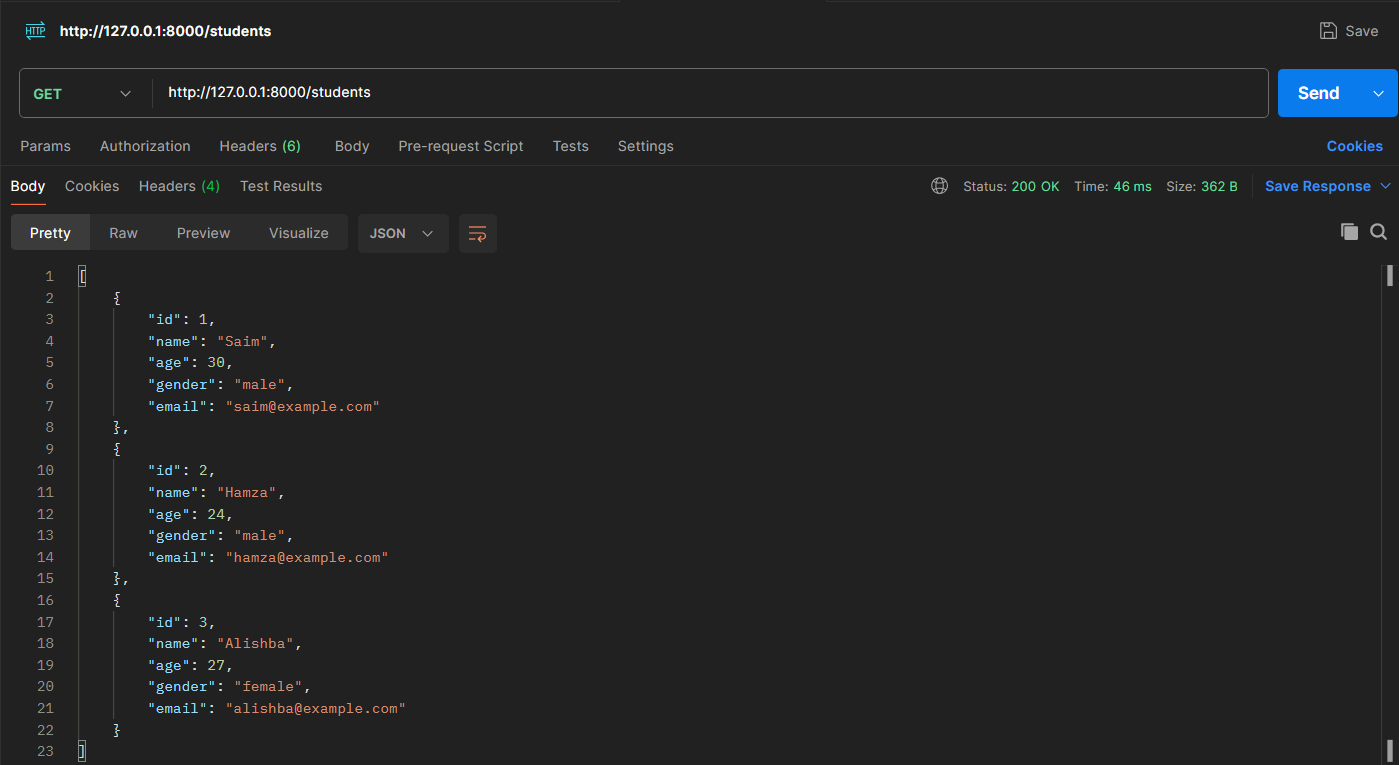 HTTP http://127.0.0.1:8000/students Save
GET http://127.0.0.1:8000/students Send
Params Authorization Headers (6) Body Pre-request Script Tests Settings Cookies
Body Cookies Headers (4) Test Results Status: 200 OK Time: 46 ms Size: 362 B Save Response
Pretty Raw Preview Visualize JSON
1 [
2 {
3 "id": 1,
4 "name": "Saim",
5 "age": 30,
6 "gender": "male",
7 "email": "saim@example.com"
8 },
9 {
10 "id": 2,
11 "name": "Hamza",
12 "age": 24,
13 "gender": "male",
14 "email": "hamza@example.com"
15 },
16 {
17 "id": 3,
18 "name": "Alishba",
19 "age": 27,
20 "gender": "female",
21 "email": "alishba@example.com"
22 }
23 ]